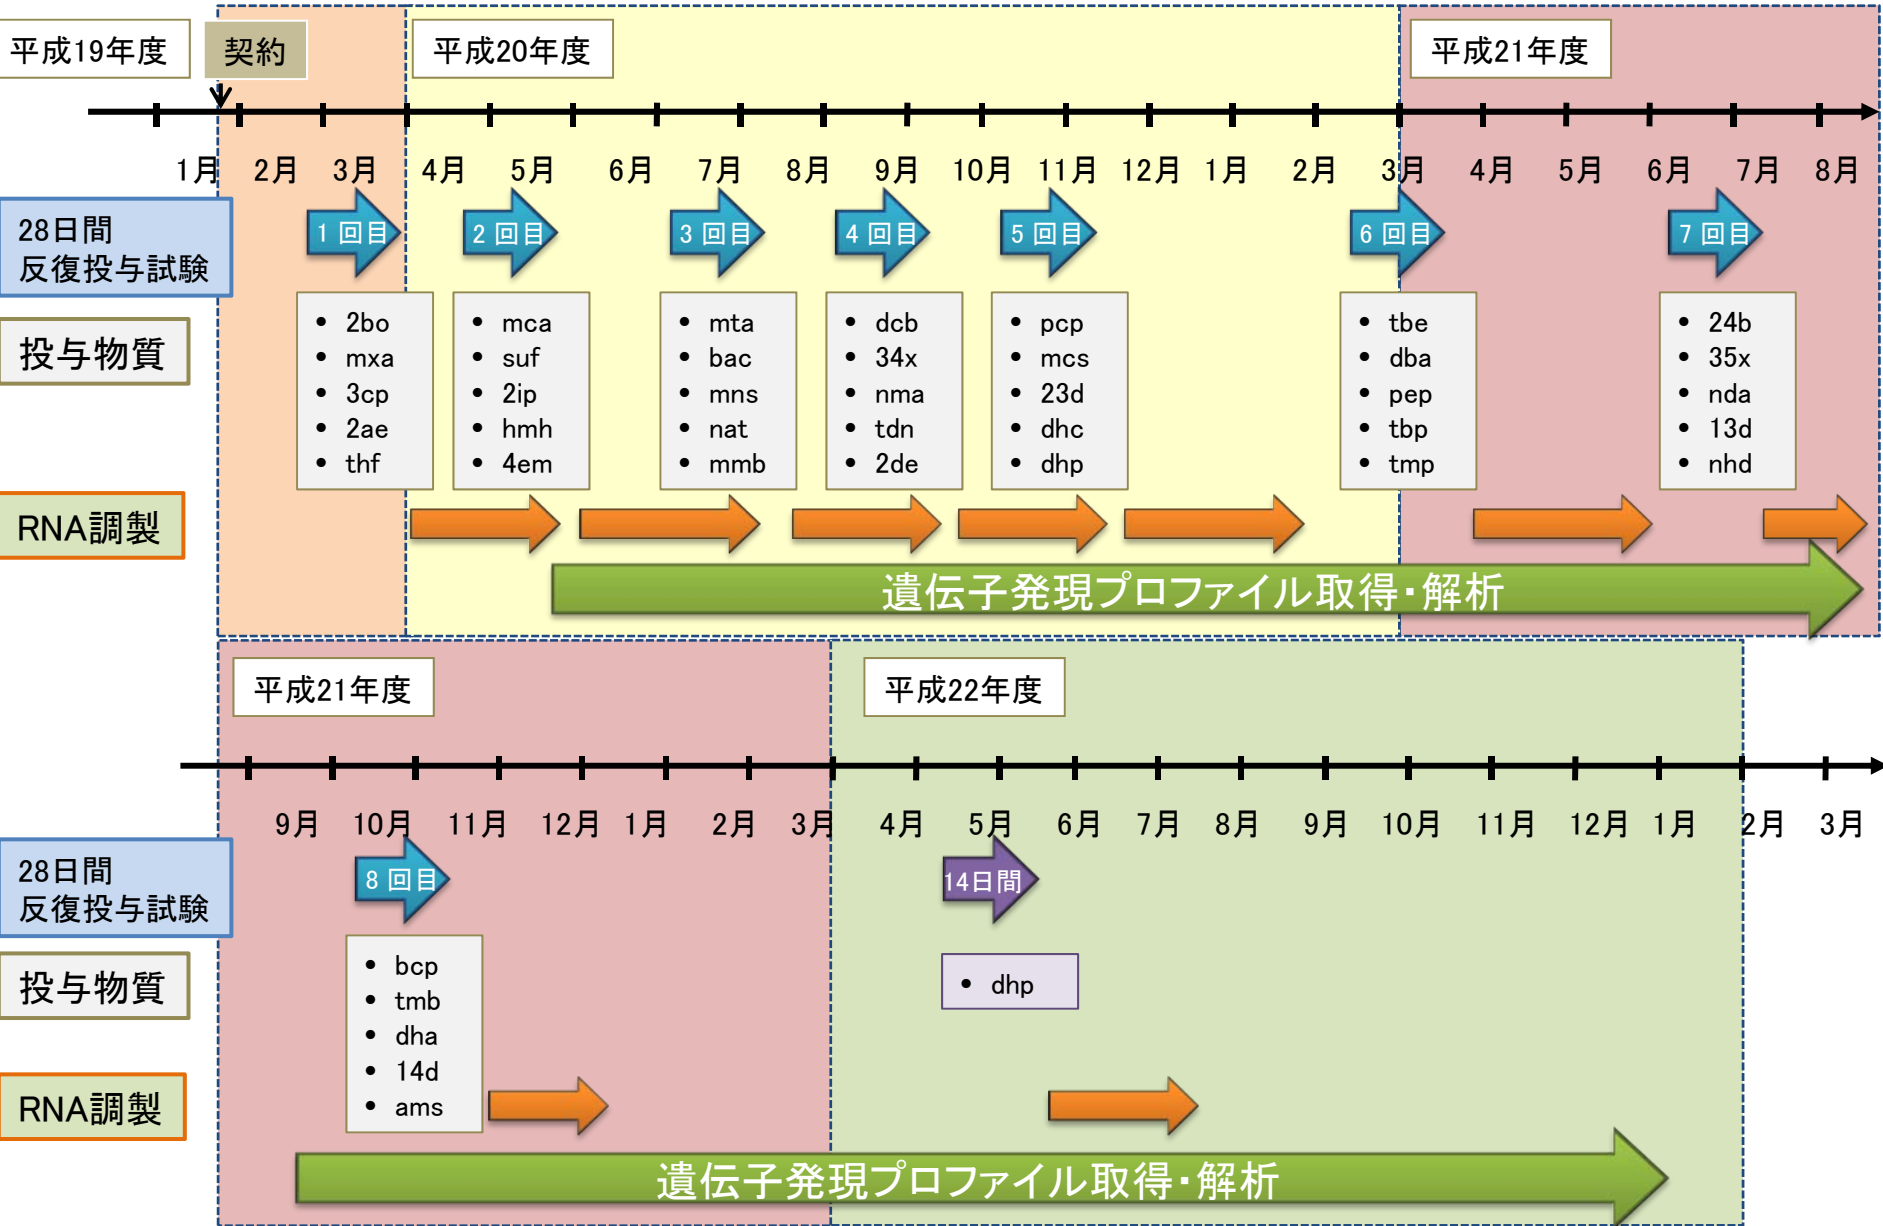 平成19年度
契約
平成20年度
平成21年度
1月 2月 3月 4月 5月 6月 7月 8月 9月 10月 11月 12月 1月 2月 3月 4月 5月 6月 7月 8月
28日間
反復投与試験
1 回目
2 回目
3 回目
4 回目
5 回目
6 回目
7 回目
投与物質
• 2bo
• mxa
• 3cp
• 2ae
• thf
• mca
• suf
• 2ip
• hmh
• 4em
• mta
• bac
• mns
• nat
• mmb
• dcb
• 34x
• nma
• tdn
• 2de
• pcp
• mcs
• 23d
• dhc
• dhp
• tbe
• dba
• pep
• tbp
• tmp
• 24b
• 35x
• nda
• 13d
• nhd
RNA調製
遺伝子発現プロファイル取得・解析
平成21年度
平成22年度
9月 10月 11月 12月 1月 2月 3月 4月 5月 6月 7月 8月 9月 10月 11月 12月 1月 2月 3月
28日間
反復投与試験
8 回目
14日間
投与物質
• bcp
• tmb
• dha
• 14d
• ams
• dhp
RNA調製
遺伝子発現プロファイル取得・解析